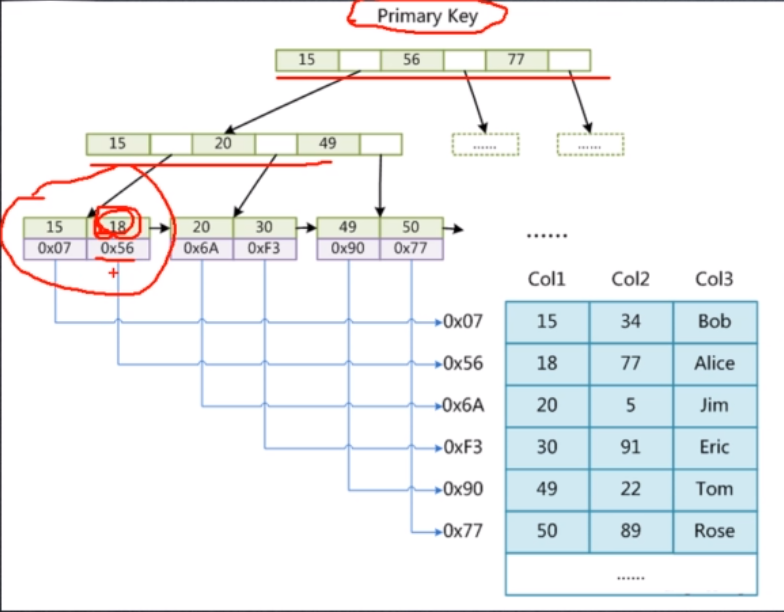 Primary Key
15 56 77
15 20 49 ...... ......
15 18 20 30 49 50
0x07 0x56 0x6A 0xF3 0x90 0x77
......
Col1 Col2 Col3
0x07 15 34 Bob
0x56 18 77 Alice
0x6A 20 5 Jim
0xF3 30 91 Eric
0x90 49 22 Tom
0x77 50 89 Rose
......